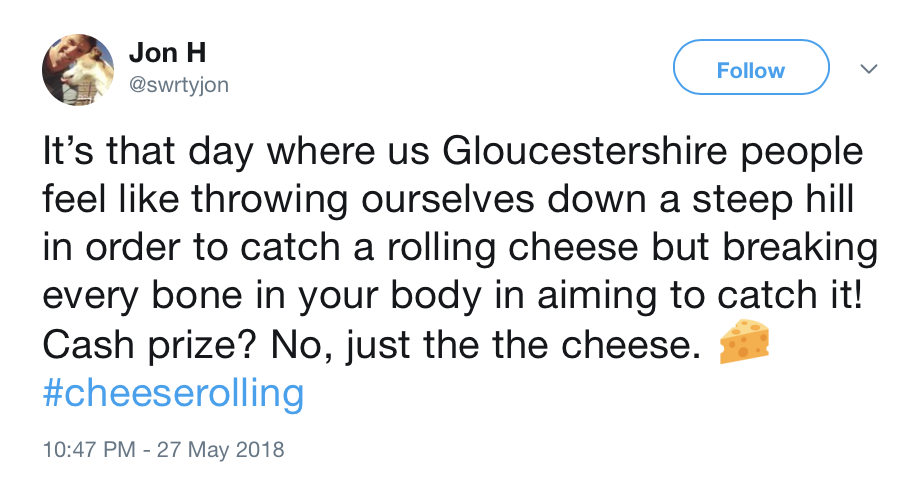 Jon H
@swrtyjon
Follow
It’s that day where us Gloucestershire people
feel like throwing ourselves down a steep hill
in order to catch a rolling cheese but breaking
every bone in your body in aiming to catch it!
Cash prize? No, just the the cheese. 🧀
#cheeserolling
10:47 PM - 27 May 2018